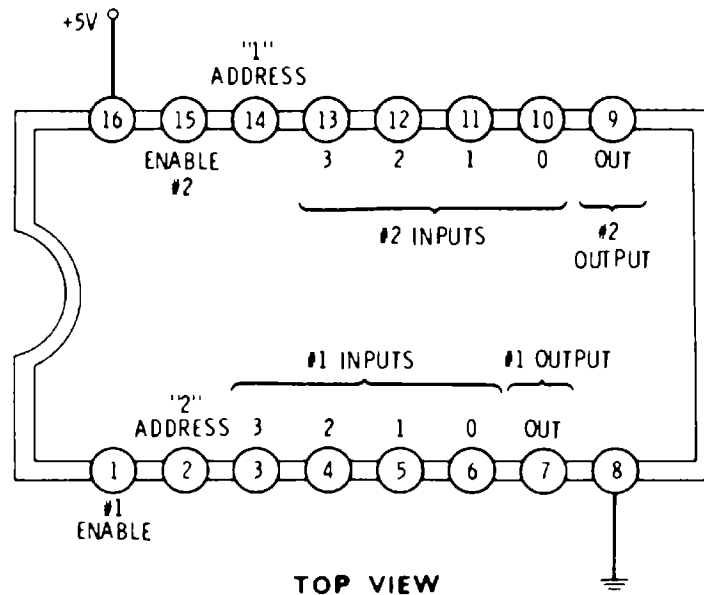 +5V
"1"
ADDRESS
16 15 14 13 12 11 10 9
ENABLE
#2
3 2 1 0 OUT
#2 INPUTS
#2
OUTPUT
#1 INPUTS
#1 OUTPUT
"2"
ADDRESS
3 2 1 0 OUT
1 2 3 4 5 6 7 8
#1
ENABLE
TOP VIEW